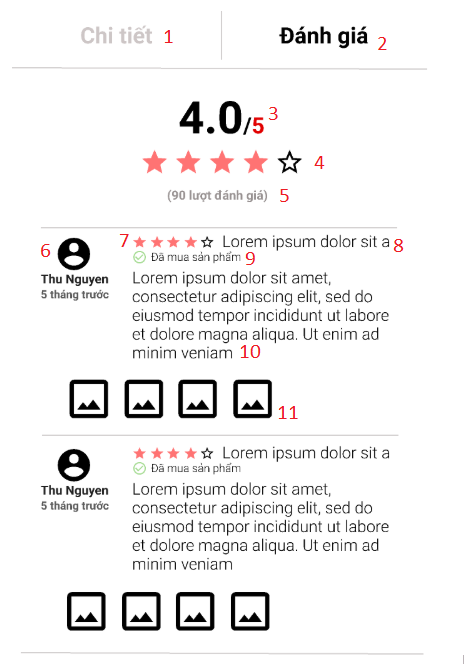 Chi tiết 1
Đánh giá 2
4.0/5 3
4
(90 lượt đánh giá) 5
6
7 Lorem ipsum dolor sit a 8
Đã mua sản phẩm 9
Thu Nguyen
5 tháng trước
Lorem ipsum dolor sit amet,
consectetur adipiscing elit, sed do
eiusmod tempor incididunt ut labore
et dolore magna aliqua. Ut enim ad
minim veniam 10
11
Lorem ipsum dolor sit a
Đã mua sản phẩm
Thu Nguyen
5 tháng trước
Lorem ipsum dolor sit amet,
consectetur adipiscing elit, sed do
eiusmod tempor incididunt ut labore
et dolore magna aliqua. Ut enim ad
minim veniam